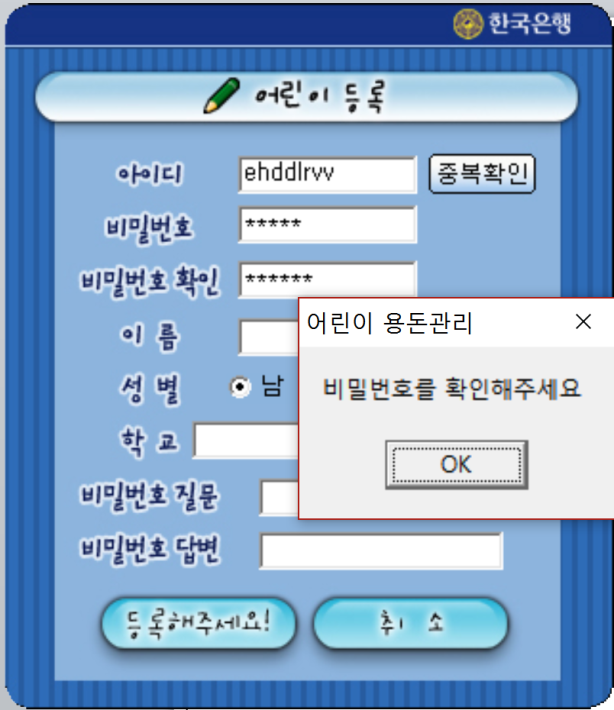 한국은행
어린이 등록
아이디 ehddlrvv 중복확인
비밀번호 *****
비밀번호 확인 ******
이 름
어린이 용돈관리 ×
성 별 남
비밀번호를 확인해주세요
학 교
OK
비밀번호 질문
비밀번호 답변
등록해주세요! 취 소